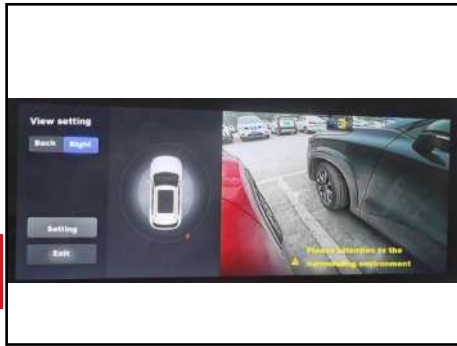 View setting
Back
Right
Setting
Exit
Please attention to the
surrounding environment